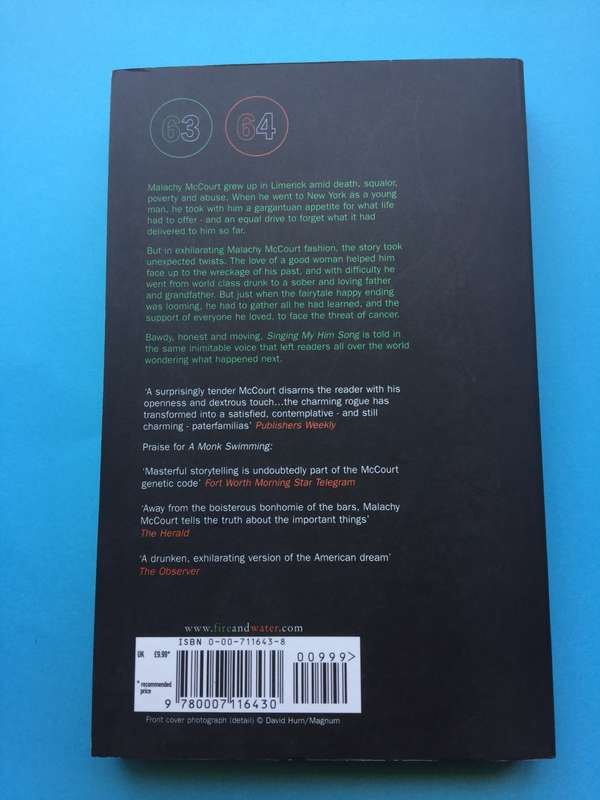 63 64
Malachy McCourt grew up in Limerick amid death, squalor,
poverty and abuse. When he went to New York as a young
man, he took with him a gargantuan appetite for what life
had to offer - and an equal drive to forget what it had
delivered to him so far.
But in exhilarating Malachy McCourt fashion, the story took
unexpected twists. The love of a good woman helped him
face up to the wreckage of his past, and with difficulty he
went from world class drunk to a sober and loving father
and grandfather. But just when the fairytale happy ending
was looming, he had to gather all he had learned, and the
support of everyone he loved, to face the threat of cancer.
Bawdy, honest and moving, Singing My Him Song is told in
the same inimitable voice that left readers all over the world
wondering what happened next.
'A surprisingly tender McCourt disarms the reader with his
openness and dextrous touch...the charming rogue has
transformed into a satisfied, contemplative - and still
charming - paterfamilias' Publishers Weekly
Praise for A Monk Swimming:
'Masterful storytelling is undoubtedly part of the McCourt
genetic code' Fort Worth Morning Star Telegram
'Away from the boisterous bonhomie of the bars, Malachy
McCourt tells the truth about the important things'
The Herald
'A drunken, exhilarating version of the American dream'
The Observer
www.fireandwater.com
ISBN 0-00-711643-8
UK £9.99*
00999>
* recommended
price
9 780007 116430
Front cover photograph (detail) © David Hurn/Magnum